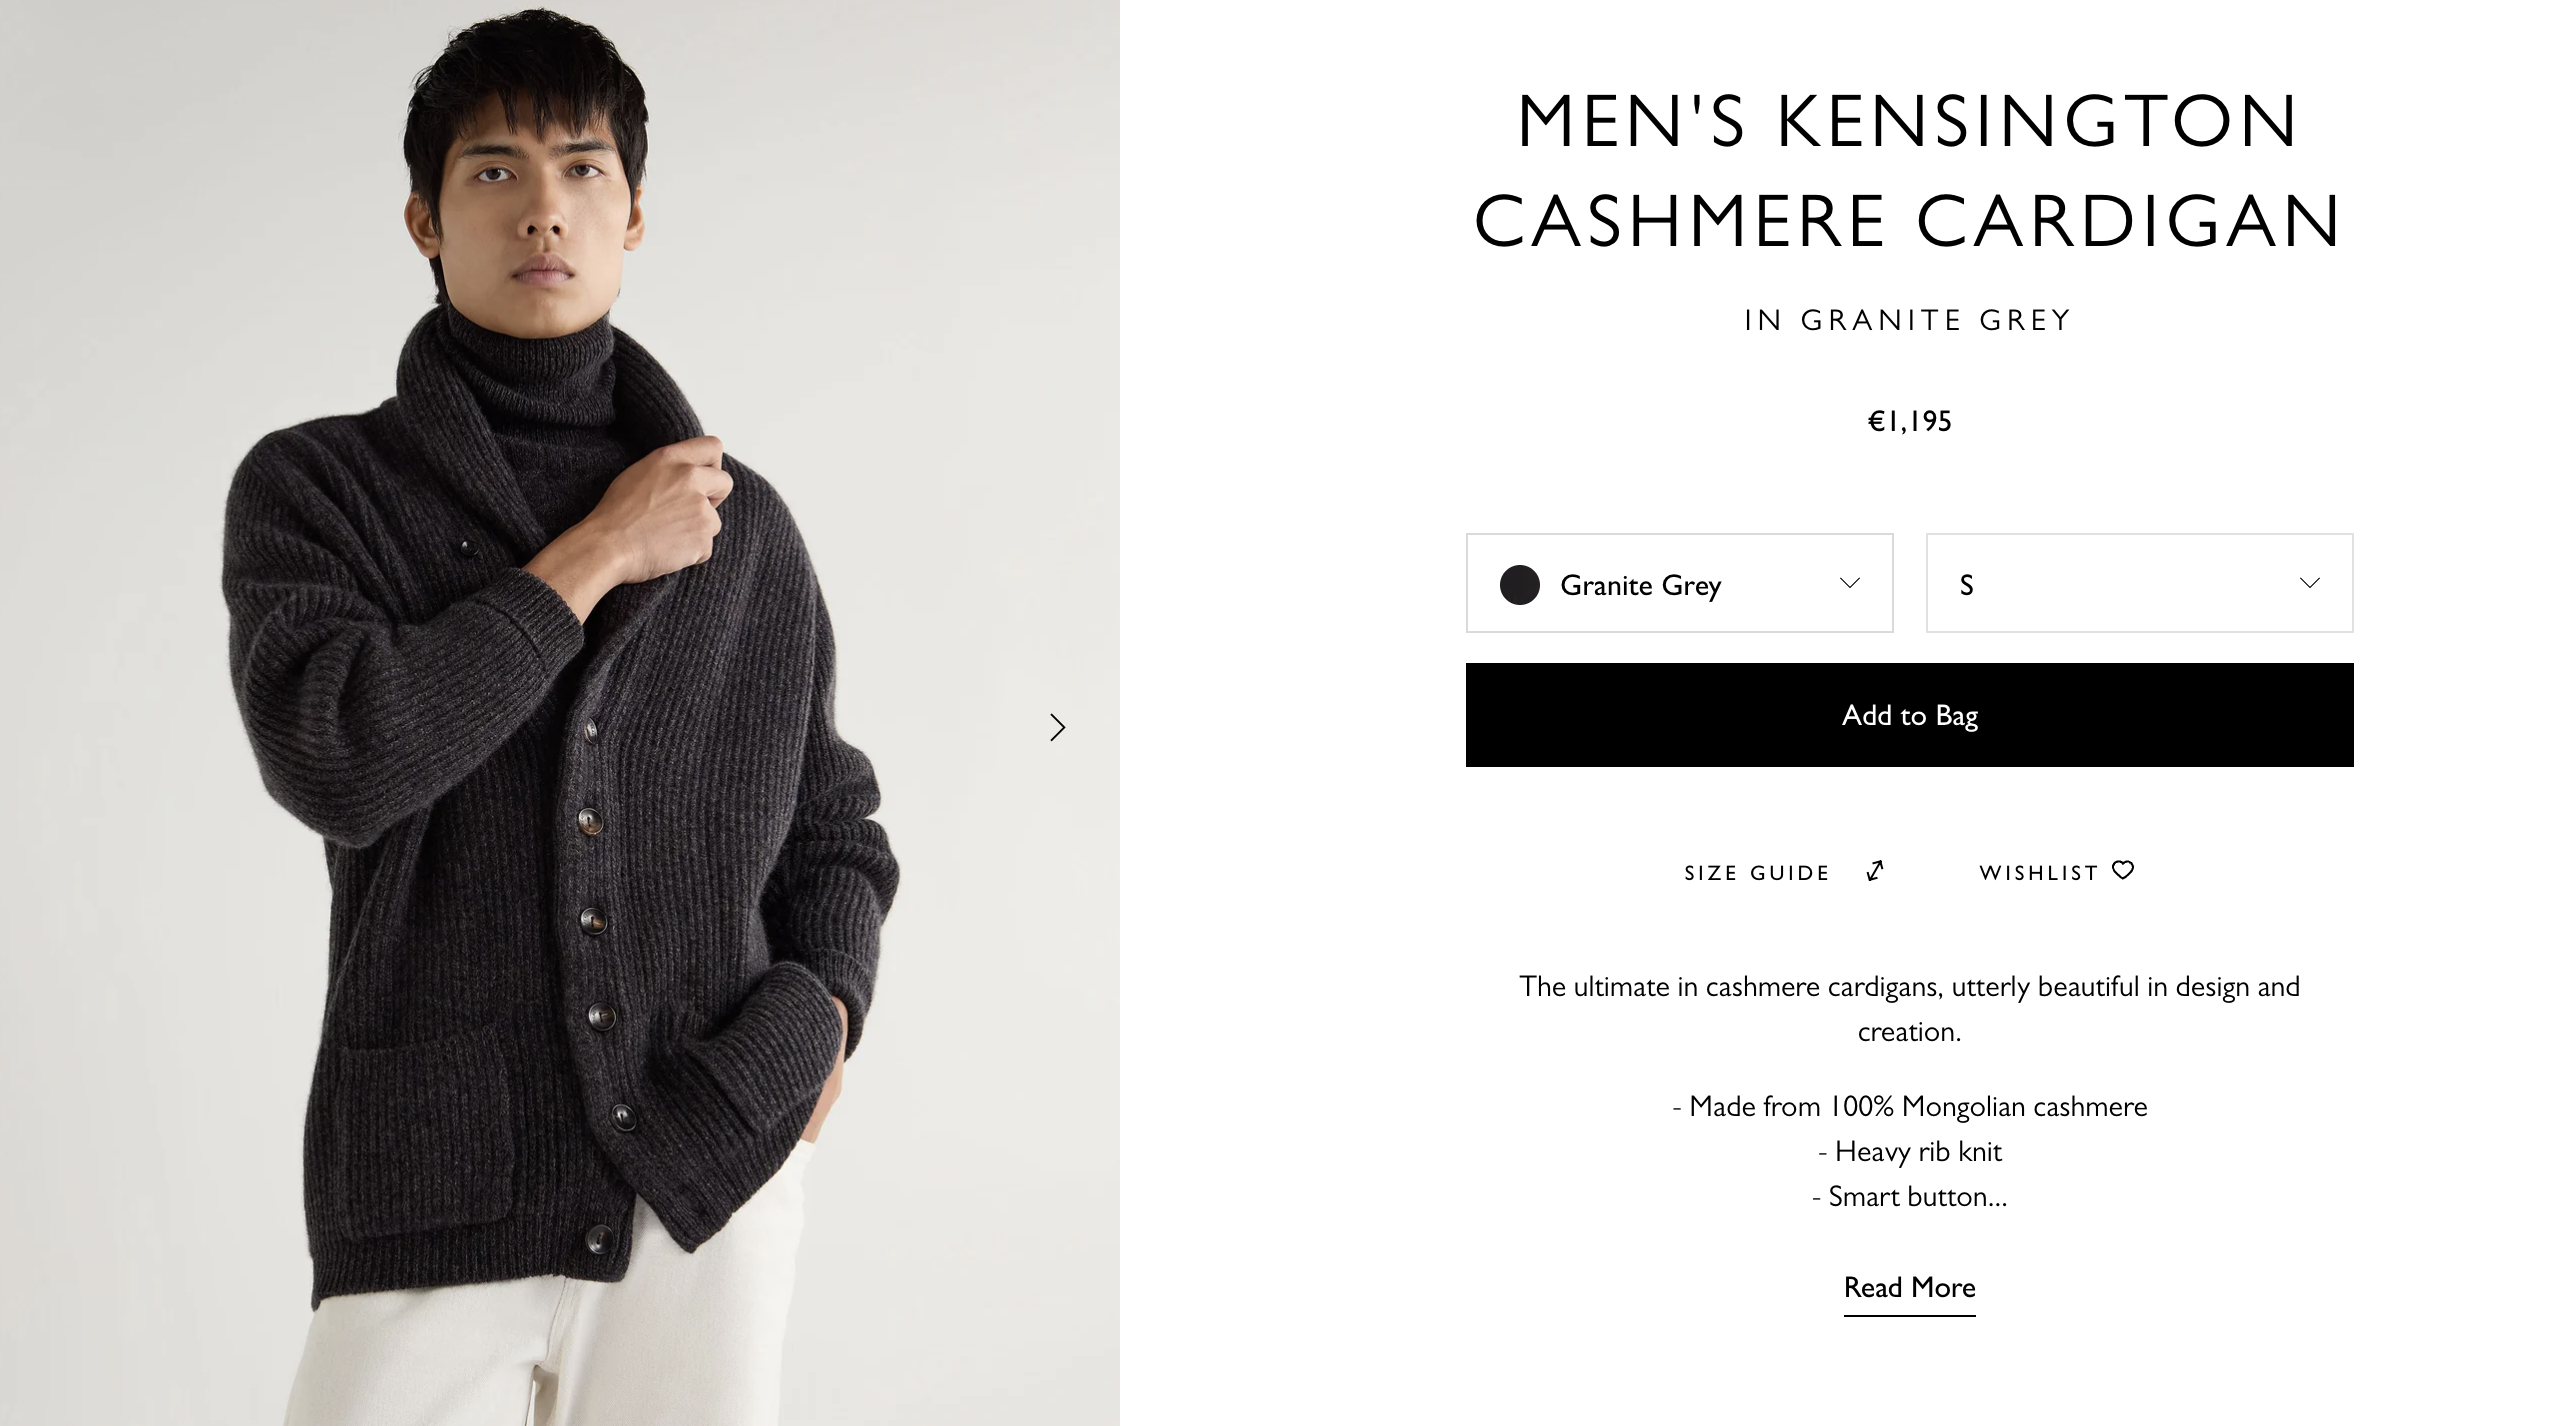 MEN'S KENSINGTON
CASHMERE CARDIGAN
IN GRANITE GREY
€1,195
Granite Grey
S
Add to Bag
SIZE GUIDE
WISHLIST
The ultimate in cashmere cardigans, utterly beautiful in design and
creation.
- Made from 100% Mongolian cashmere
- Heavy rib knit
- Smart button...
Read More